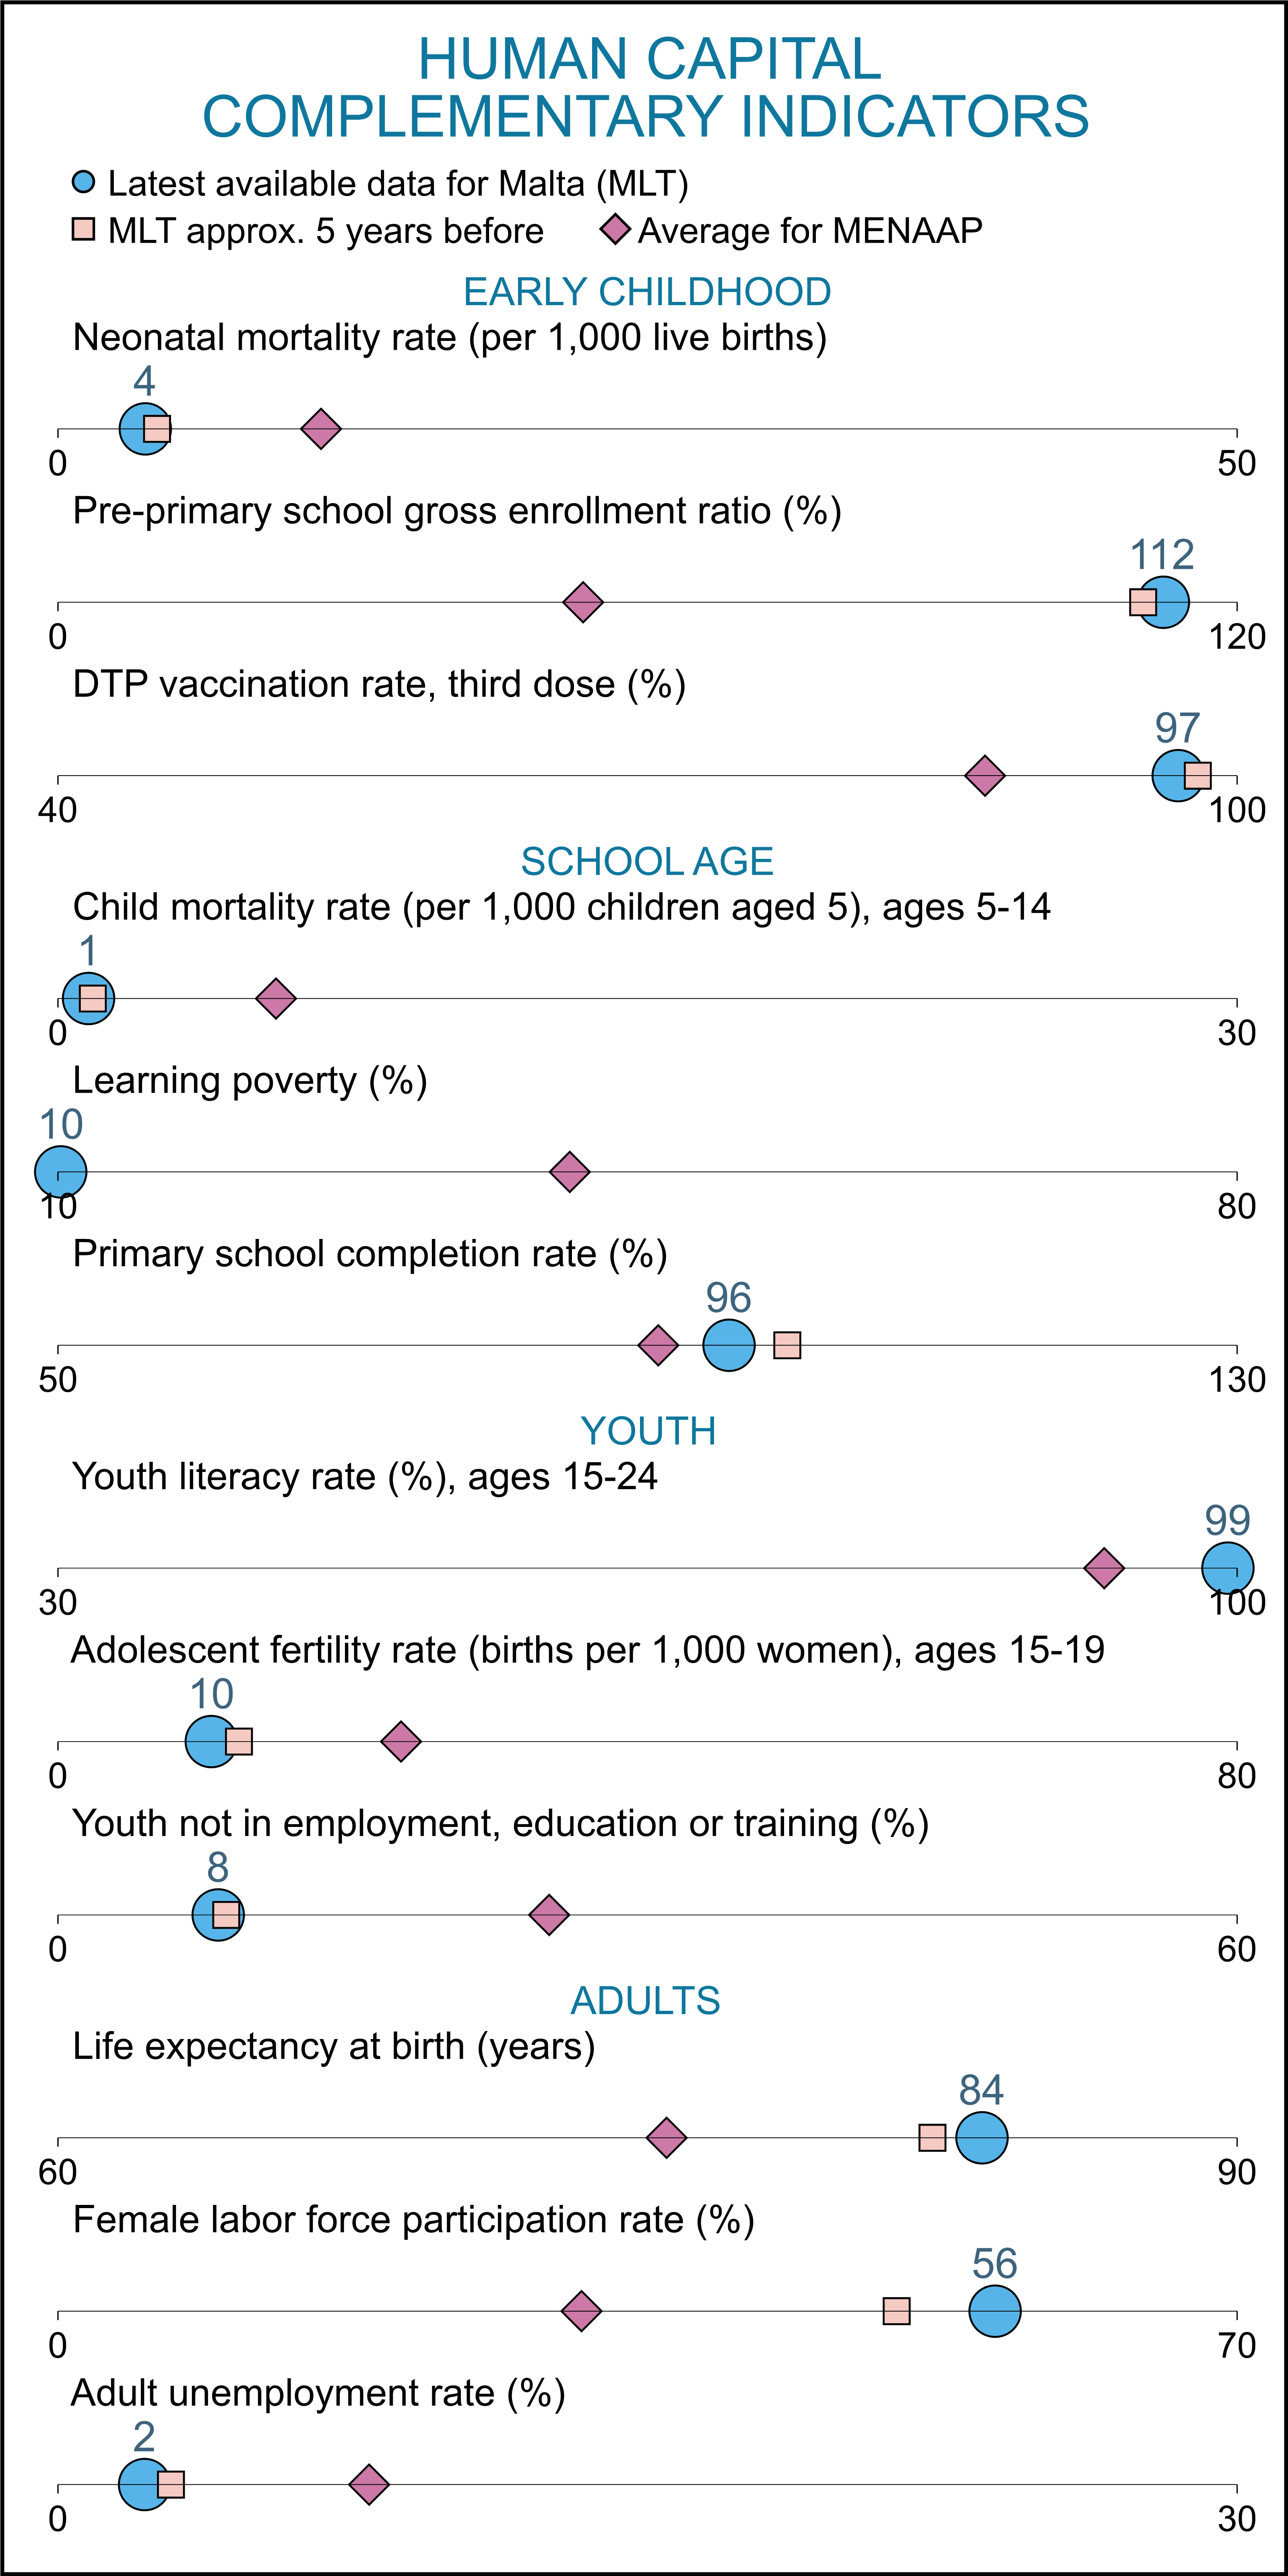 HUMAN CAPITAL
COMPLEMENTARY INDICATORS
Latest available data for Malta (MLT)
MLT approx. 5 years before Average for MENAAP
EARLY CHILDHOOD
Neonatal mortality rate (per 1,000 live births)
4
0 50
Pre-primary school gross enrollment ratio (%)
112
0 120
DTP vaccination rate, third dose (%)
97
40 100
SCHOOL AGE
Child mortality rate (per 1,000 children aged 5), ages 5-14
1
0 30
Learning poverty (%)
10
10 80
Primary school completion rate (%)
96
50 130
YOUTH
Youth literacy rate (%), ages 15-24
99
30 100
Adolescent fertility rate (births per 1,000 women), ages 15-19
10
0 80
Youth not in employment, education or training (%)
8
0 60
ADULTS
Life expectancy at birth (years)
84
60 90
Female labor force participation rate (%)
56
0 70
Adult unemployment rate (%)
2
0 30